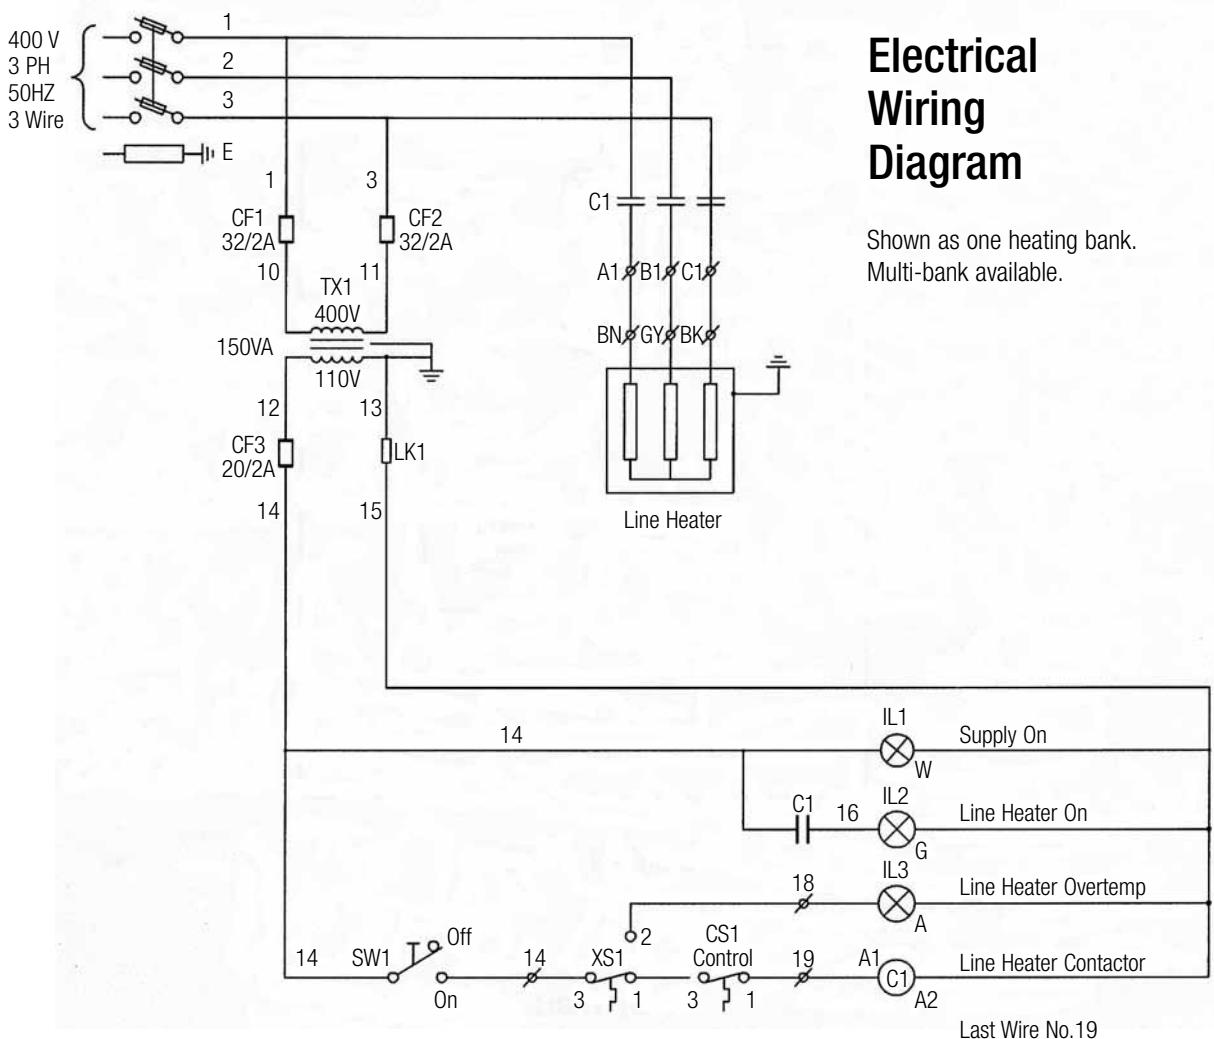 Electrical
Wiring
Diagram
Shown as one heating bank.
Multi-bank available.
400 V
3 PH
50HZ
3 Wire
1
2
3
E
1
3
CF1
32/2A
CF2
32/2A
10
11
TX1
400V
150VA
110V
12
13
CF3
20/2A
LK1
14
15
C1
A1
B1
C1
BN
GY
BK
Line Heater
14
IL1
Supply On
W
C1
16
IL2
Line Heater On
G
18
IL3
Line Heater Overtemp
A
14
SW1
Off
On
14
XS1
2
3
1
CS1
Control
3
1
19
A1
C1
A2
Line Heater Contactor
Last Wire No.19